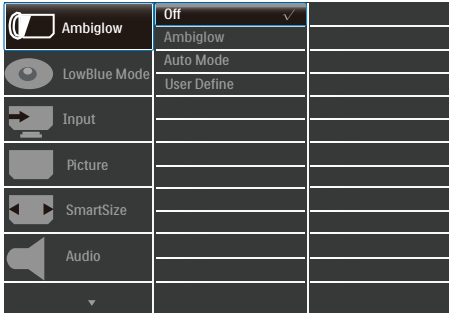 Ambiglow
LowBlue Mode
Input
Picture
SmartSize
Audio
Off
Ambiglow
Auto Mode
User Define